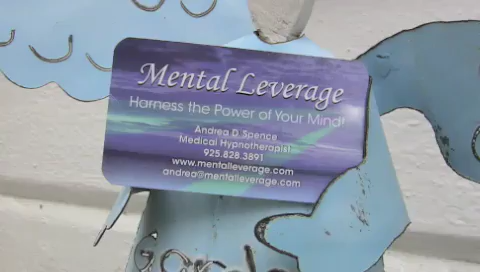 Mental Leverage
Harness the Power of Your Mind!
Andrea D Spence
Medical Hypnotherapist
925.828.3891
www.mentalleverage.com
andrea@mentalleverage.com